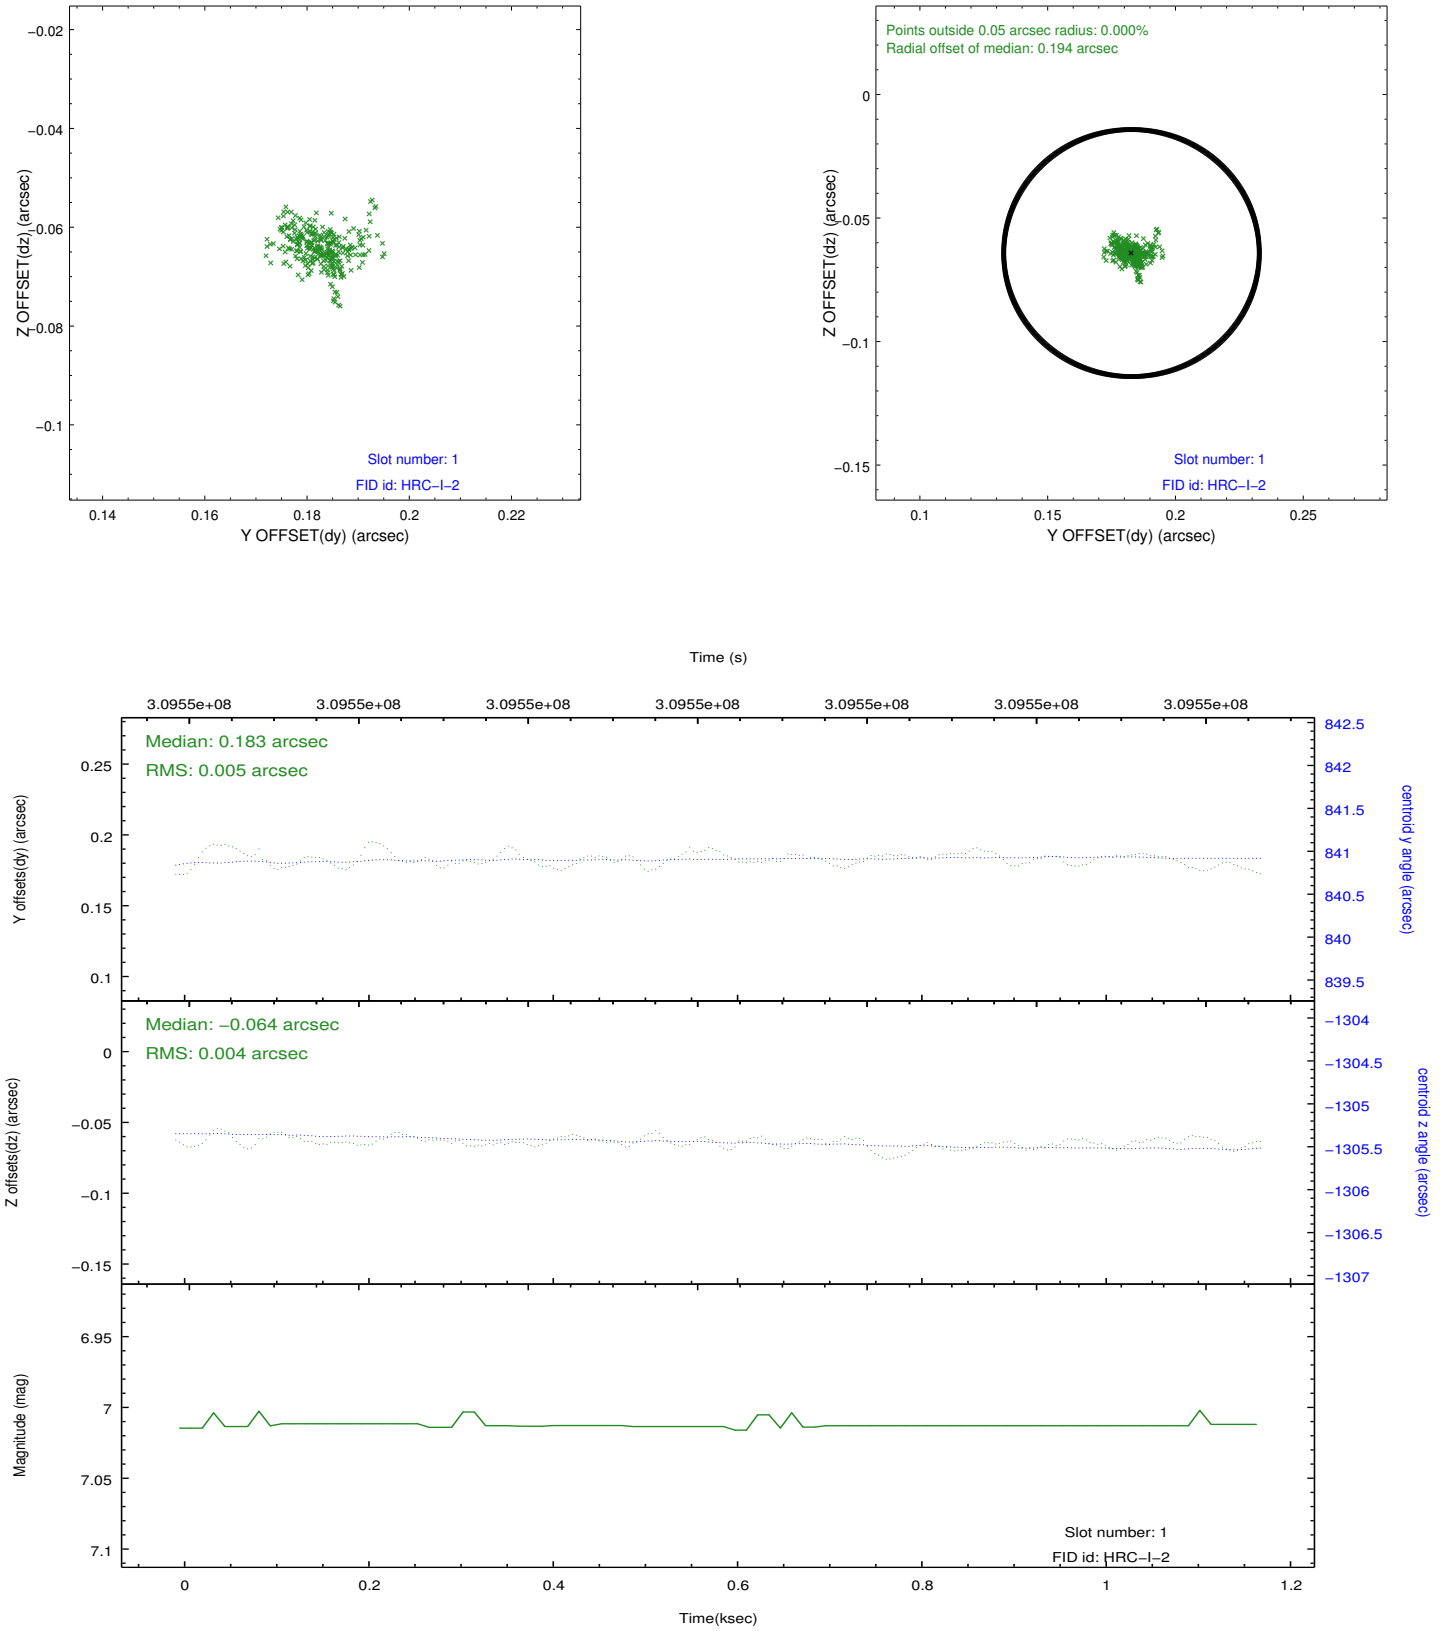 −0.02
−0.04
−0.06
−0.08
−0.1
Z OFFSET(dz) (arcsec)
Slot number: 1
FID id: HRC−I−2
0.14
0.16
0.18
0.2
0.22
Y OFFSET(dy) (arcsec)
Points outside 0.05 arcsec radius: 0.000%
Radial offset of median: 0.194 arcsec
0
−0.05
−0.1
−0.15
Z OFFSET(dz) (arcsec)
Slot number: 1
FID id: HRC−I−2
0.1
0.15
0.2
0.25
Y OFFSET(dy) (arcsec)
Time (s)
3.0955e+08 3.0955e+08 3.0955e+08 3.0955e+08 3.0955e+08 3.0955e+08 3.0955e+08
Median: 0.183 arcsec
RMS: 0.005 arcsec
0.25
0.2
0.15
0.1
Y offsets(dy) (arcsec)
842.5
842
841.5
841
840.5
840
839.5
centroid y angle (arcsec)
Median: −0.064 arcsec
RMS: 0.004 arcsec
0
−0.05
−0.1
−0.15
Z offsets(dz) (arcsec)
−1304
−1304.5
−1305
−1305.5
−1306
−1306.5
−1307
centroid z angle (arcsec)
6.95
7
7.05
7.1
Magnitude (mag)
Slot number: 1
FID id: HRC−I−2
0 0.2 0.4 0.6 0.8 1 1.2
Time(ksec)